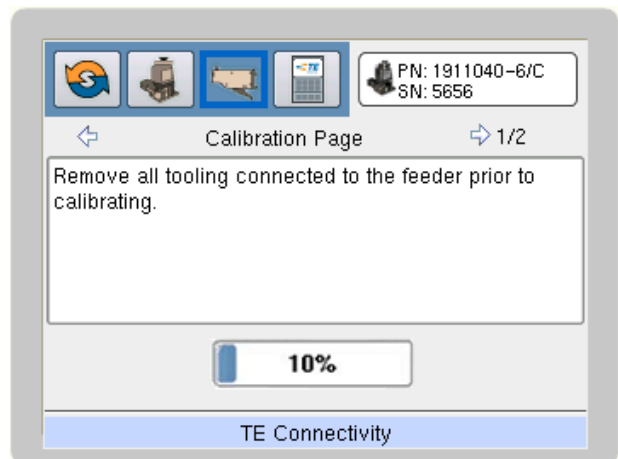 PN: 1911040-6/C
SN: 5656
Calibration Page
1/2
Remove all tooling connected to the feeder prior to
calibrating.
10%
TE Connectivity